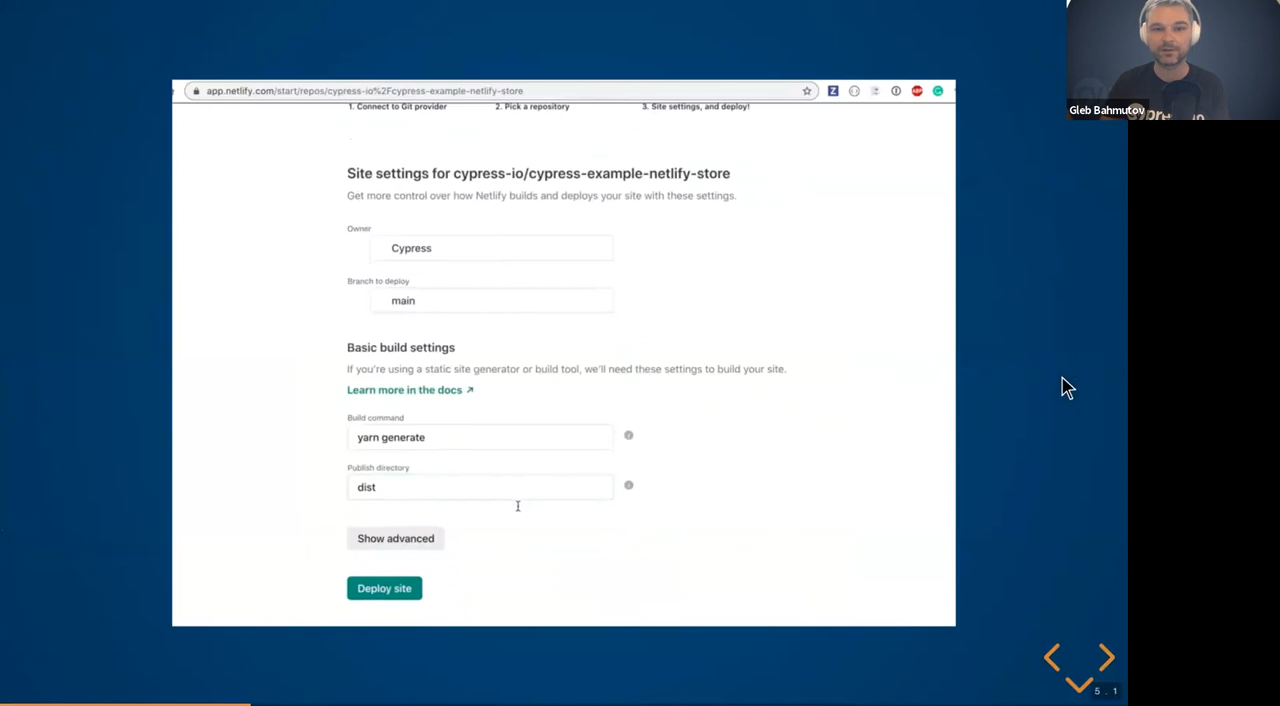 app.netlify.com/start/repos/cypress-io%2Fcypress-example-netlify-store
1. Connect to Git provider
2. Pick a repository
3. Site settings, and deploy!
Gleb Bahmutov
Site settings for cypress-io/cypress-example-netlify-store
Get more control over how Netlify builds and deploys your site with these settings.
Owner
Cypress
Branch to deploy
main
Basic build settings
If you're using a static site generator or build tool, we'll need these settings to build your site.
Learn more in the docs ↗
Build command
yarn generate
Publish directory
dist
Show advanced
Deploy site
5 . 1